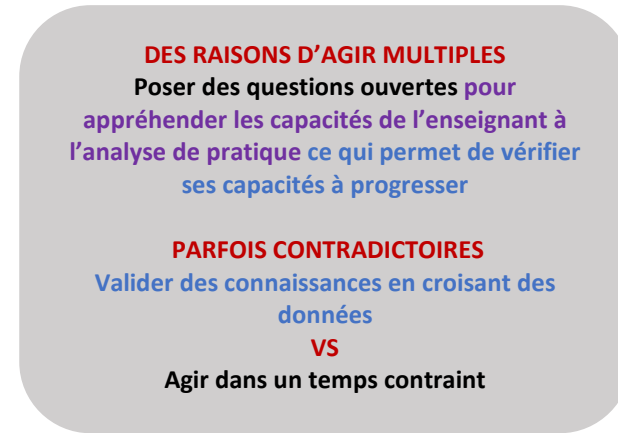 DES RAISONS D’AGIR MULTIPLES
Poser des questions ouvertes pour
appréhender les capacités de l’enseignant à
l’analyse de pratique ce qui permet de vérifier
ses capacités à progresser
PARFOIS CONTRADICTOIRES
Valider des connaissances en croisant des
données
VS
Agir dans un temps contraint